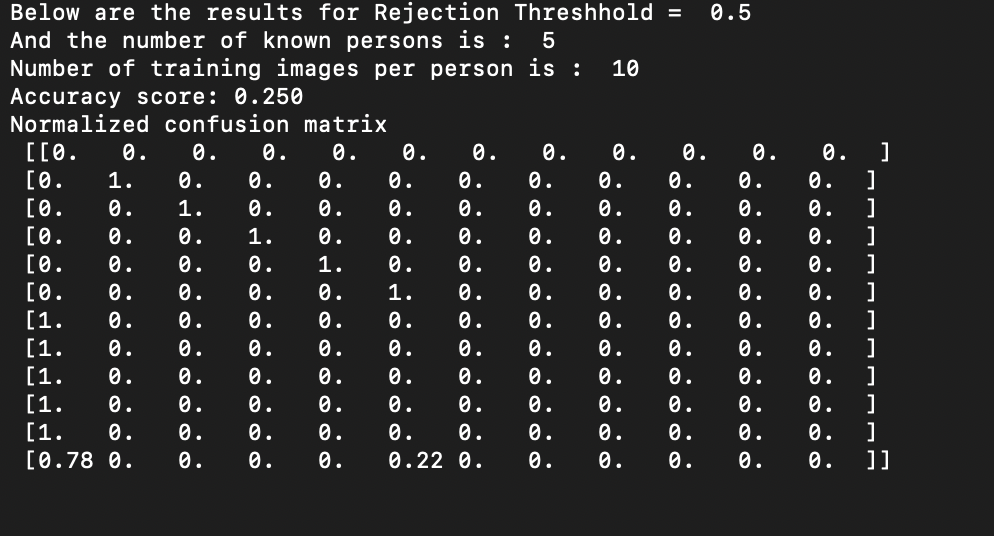 Below are the results for Rejection Threshhold =  0.5
And the number of known persons is :  5
Number of training images per person is :  10
Accuracy score: 0.250
Normalized confusion matrix
 [[0.   0.   0.   0.   0.   0.   0.   0.   0.   0.   0.   0.  ]
 [0.   1.   0.   0.   0.   0.   0.   0.   0.   0.   0.   0.  ]
 [0.   0.   1.   0.   0.   0.   0.   0.   0.   0.   0.   0.  ]
 [0.   0.   0.   1.   0.   0.   0.   0.   0.   0.   0.   0.  ]
 [0.   0.   0.   0.   1.   0.   0.   0.   0.   0.   0.   0.  ]
 [0.   0.   0.   0.   0.   1.   0.   0.   0.   0.   0.   0.  ]
 [1.   0.   0.   0.   0.   0.   0.   0.   0.   0.   0.   0.  ]
 [1.   0.   0.   0.   0.   0.   0.   0.   0.   0.   0.   0.  ]
 [1.   0.   0.   0.   0.   0.   0.   0.   0.   0.   0.   0.  ]
 [1.   0.   0.   0.   0.   0.   0.   0.   0.   0.   0.   0.  ]
 [1.   0.   0.   0.   0.   0.   0.   0.   0.   0.   0.   0.  ]
 [0.78 0.   0.   0.   0.   0.22 0.   0.   0.   0.   0.   0.  ]]